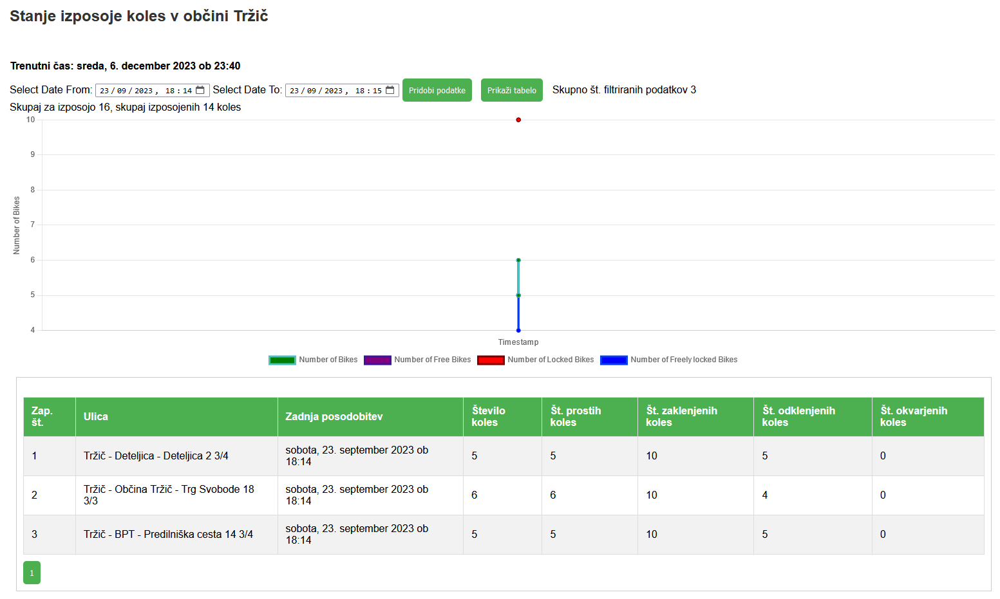 Stanje izposoje koles v občini Tržič
Trenutni čas: sreda, 6. december 2023 ob 23:40
Select Date From: 23/09/2023, 18:14 Select Date To: 23/09/2023, 18:15 Pridobi podatke Prikaži tabelo Skupno št. filtriranih podatkov 3
Skupaj za izposojo 16, skupaj izposojenih 14 koles
10
9
8
7
6
5
4
Number of Bikes
Timestamp
Number of Bikes Number of Free Bikes Number of Locked Bikes Number of Freely locked Bikes
Zap. št. Ulica Zadnja posodobitev Število koles Št. prostih koles Št. zaklenjenih koles Št. odklenjenih koles Št. okvarjenih koles
1 Tržič - Deteljica - Deteljica 2 3/4 sobota, 23. september 2023 ob 18:14 5 5 10 5 0
2 Tržič - Občina Tržič - Trg Svobode 18 3/3 sobota, 23. september 2023 ob 18:14 6 6 10 4 0
3 Tržič - BPT - Predilniška cesta 14 3/4 sobota, 23. september 2023 ob 18:14 5 5 10 5 0
1